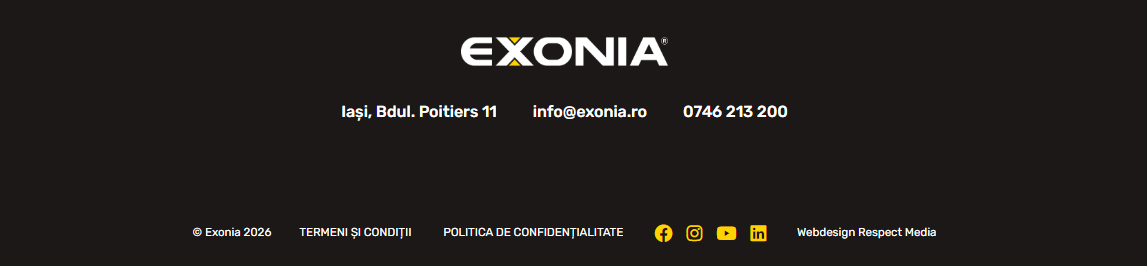 EXONIA®
Iași, Bdul. Poitiers 11 info@exonia.ro 0746 213 200
© Exonia 2026 TERMENI ȘI CONDIȚII POLITICA DE CONFIDENȚIALITATE Webdesign Respect Media